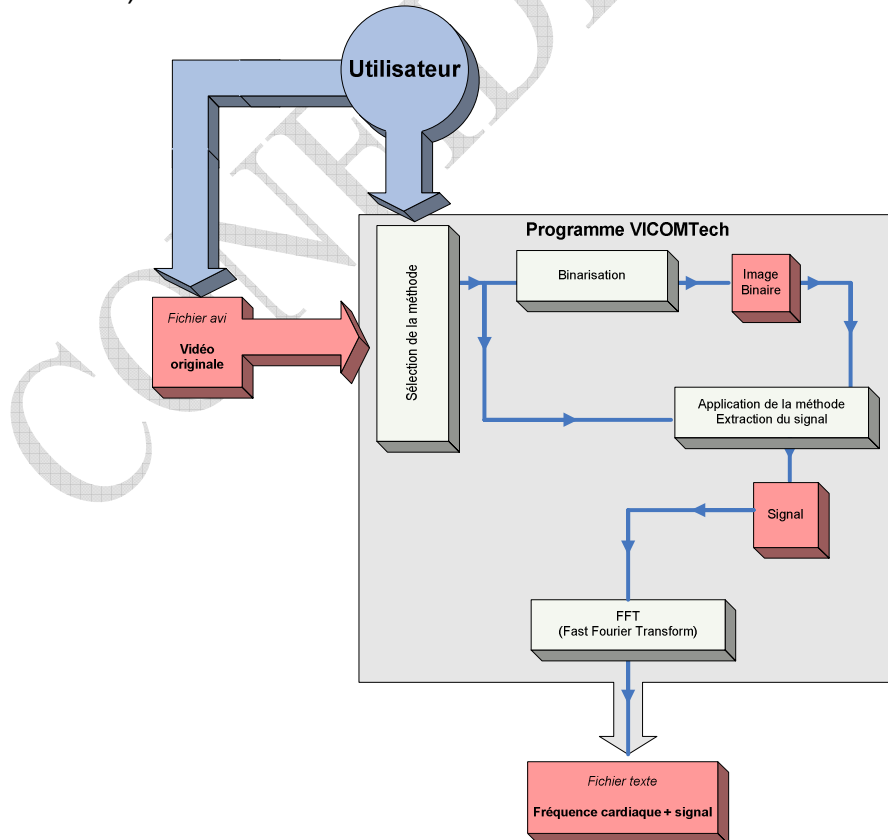 Utilisateur
Programme VICOMTech
Sélection de la méthode
Binarisation
Image
Binaire
Fichier avi
Vidéo
originale
Application de la méthode
Extraction du signal
Signal
FFT
(Fast Fourier Transform)
Fichier texte
Fréquence cardiaque + signal